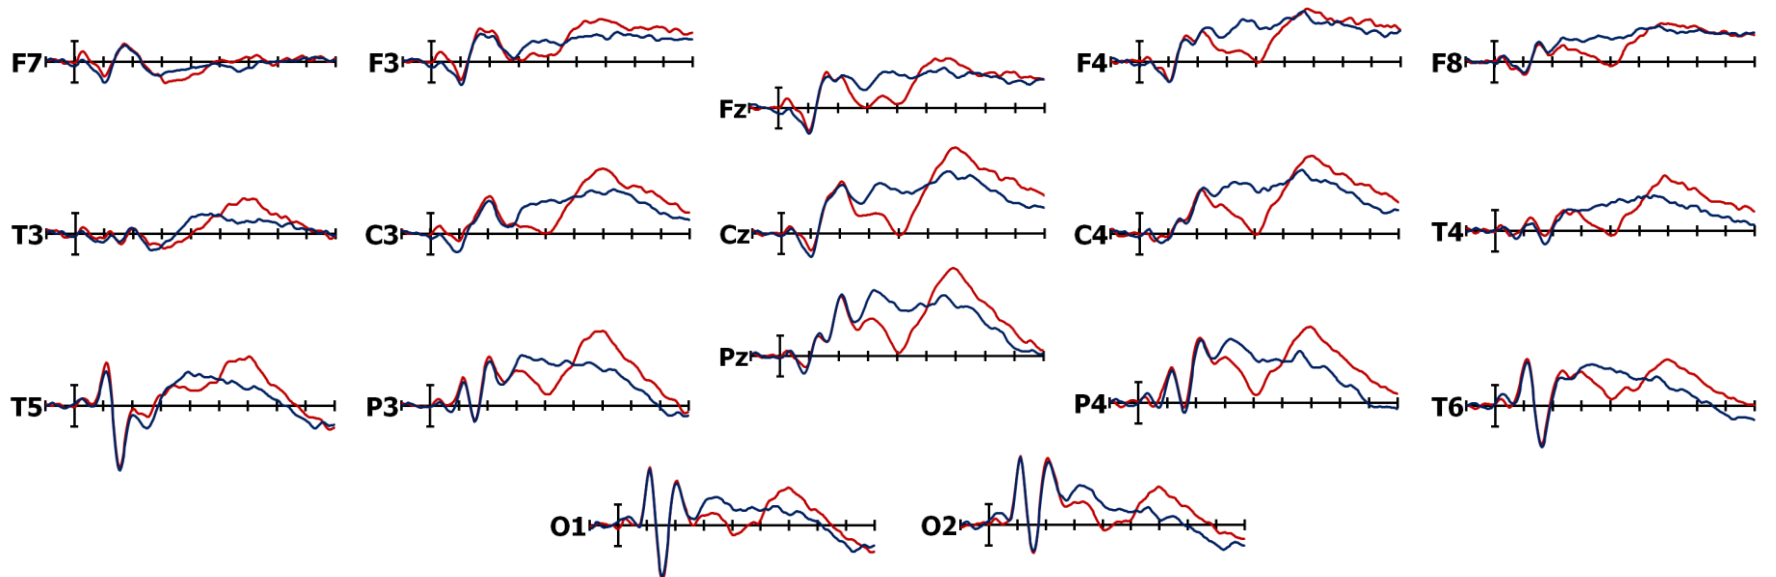 F7 F3 F4 F8
Fz
T3 C3 Cz C4 T4
Pz
T5 P3 P4 T6
O1 O2